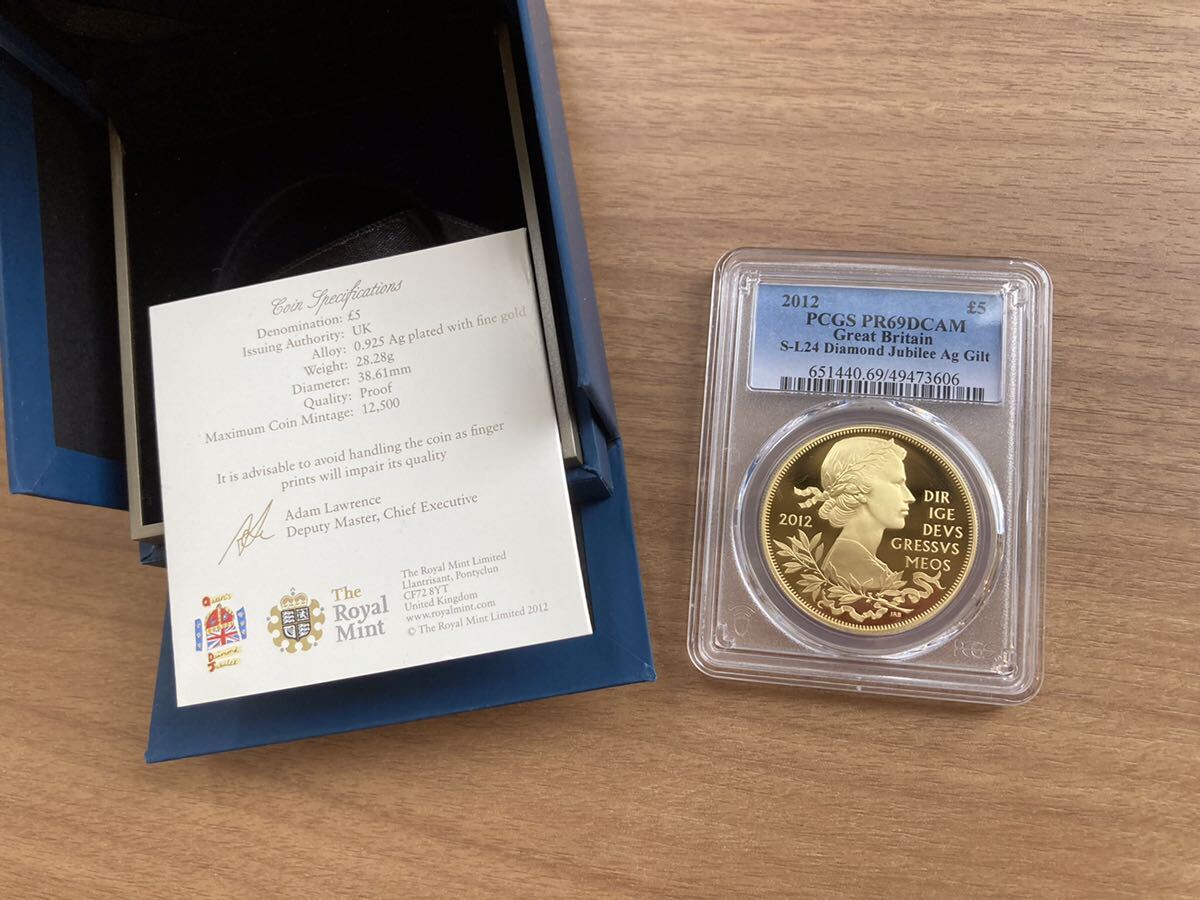 Coin Specifications
Denomination: £5
Issuing Authority: UK
Alloy: 0.925 Ag plated with fine gold
Weight: 28.28g
Diameter: 38.61mm
Quality: Proof
Maximum Coin Mintage: 12,500
It is advisable to avoid handling the coin as finger
prints will impair its quality
Adam Lawrence
Deputy Master, Chief Executive
Queen's
Diamond
Jubilee
The
Royal
Mint
The Royal Mint Limited
Llantrisant, Pontyclun
CF72 8YT
United Kingdom
www.royalmint.com
© The Royal Mint Limited 2012
2012 £5
PCGS PR69DCAM
Great Britain
S-L24 Diamond Jubilee Ag Gilt
651440.69/49473606
2012
DIR
IGE
DEVS
GRESSVS
MEOS
PCGS